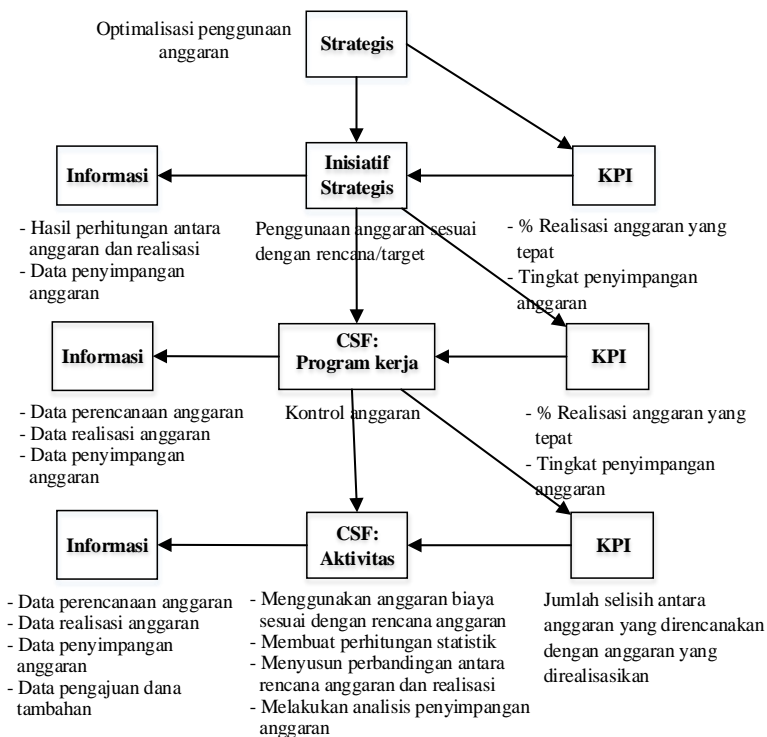 Optimalisasi penggunaan
anggaran
Strategis
Informasi
Inisiatif
Strategis
KPI
- Hasil perhitungan antara
anggaran dan realisasi
- Data penyimpangan
anggaran
Penggunaan anggaran sesuai
dengan rencana/target
- % Realisasi anggaran yang
tepat
- Tingkat penyimpangan
anggaran
Informasi
CSF:
Program kerja
KPI
- Data perencanaan anggaran
- Data realisasi anggaran
- Data penyimpangan
anggaran
Kontrol anggaran
- % Realisasi anggaran yang
tepat
- Tingkat penyimpangan
anggaran
Informasi
CSF:
Aktivitas
KPI
- Data perencanaan anggaran
- Data realisasi anggaran
- Data penyimpangan
anggaran
- Data pengajuan dana
tambahan
- Menggunakan anggaran biaya
sesuai dengan rencana anggaran
- Membuat perhitungan statistik
- Menyusun perbandingan antara
rencana anggaran dan realisasi
- Melakukan analisis penyimpangan
anggaran
Jumlah selisih antara
anggaran yang direncanakan
dengan anggaran yang
direalisasikan